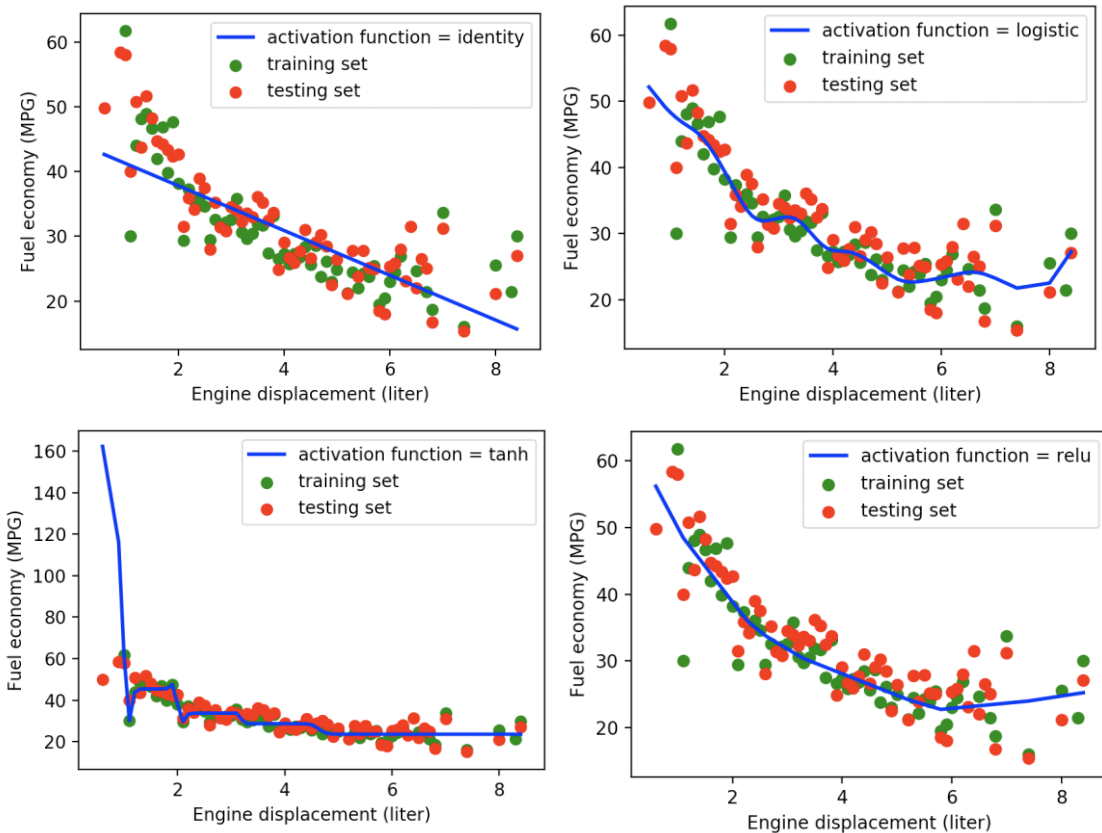 activation function = identity
training set
testing set
60
50
40
30
20
Fuel economy (MPG)
2 4 6 8
Engine displacement (liter)
activation function = logistic
training set
testing set
60
50
40
30
20
Fuel economy (MPG)
2 4 6 8
Engine displacement (liter)
activation function = tanh
training set
testing set
160
140
120
100
80
60
40
20
Fuel economy (MPG)
2 4 6 8
Engine displacement (liter)
activation function = relu
training set
testing set
60
50
40
30
20
Fuel economy (MPG)
2 4 6 8
Engine displacement (liter)